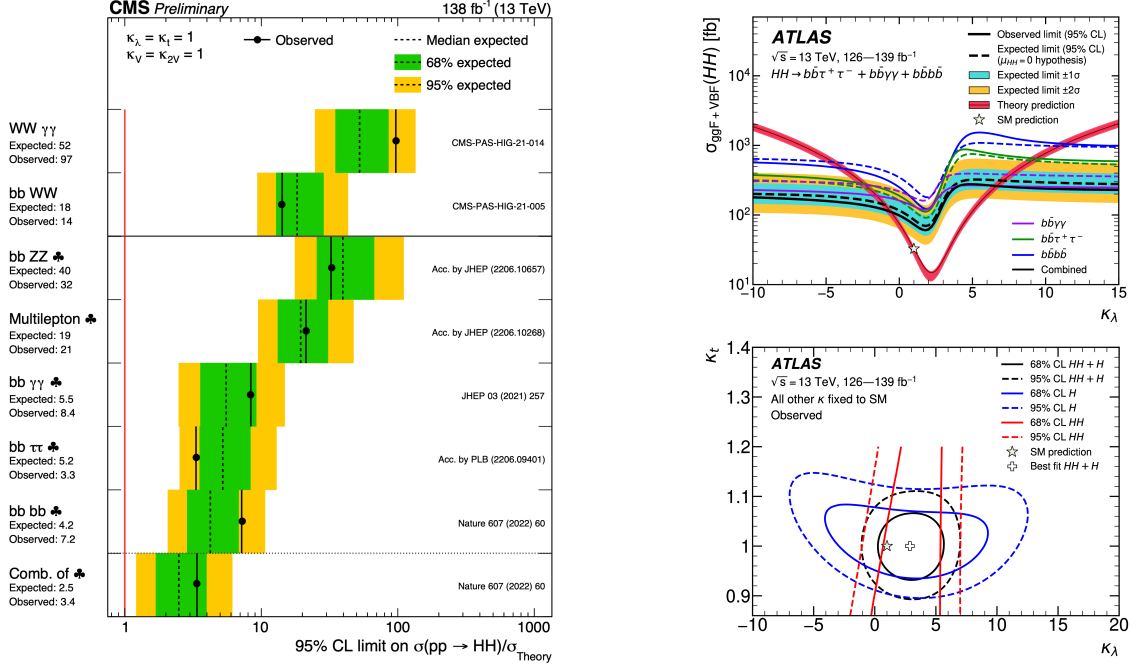 CMS Preliminary 138 fb⁻¹ (13 TeV)
κλ = κt = 1
κV = κ2V = 1
Observed
Median expected
68% expected
95% expected
WW γγ
Expected: 52
Observed: 97
CMS-PAS-HIG-21-014
bb WW
Expected: 18
Observed: 14
CMS-PAS-HIG-21-005
bb ZZ ♣
Expected: 40
Observed: 32
Acc. by JHEP (2206.10657)
Multilepton ♣
Expected: 19
Observed: 21
Acc. by JHEP (2206.10268)
bb γγ ♣
Expected: 5.5
Observed: 8.4
JHEP 03 (2021) 257
bb ττ ♣
Expected: 5.2
Observed: 3.3
Acc. by PLB (2206.09401)
bb bb ♣
Expected: 4.2
Observed: 7.2
Nature 607 (2022) 60
Comb. of ♣
Expected: 2.5
Observed: 3.4
Nature 607 (2022) 60
1 10 100 1000
95% CL limit on σ(pp → HH)/σTheory
σggF + VBF(HH) [fb]
10⁴
10³
10²
10¹
ATLAS
√s = 13 TeV, 126—139 fb⁻¹
HH → bb̄τ⁺τ⁻ + bb̄γγ + bb̄bb̄
Observed limit (95% CL)
Expected limit (95% CL)
(μHH = 0 hypothesis)
Expected limit ±1σ
Expected limit ±2σ
Theory prediction
SM prediction
bb̄γγ
bb̄τ⁺τ⁻
bb̄bb̄
Combined
−10 −5 0 5 10 15
κλ
κt
1.4
1.3
1.2
1.1
1
0.9
ATLAS
√s = 13 TeV, 126—139 fb⁻¹
All other κ fixed to SM
Observed
68% CL HH + H
95% CL HH + H
68% CL H
95% CL H
68% CL HH
95% CL HH
SM prediction
Best fit HH + H
−10 −5 0 5 10 15 20
κλ